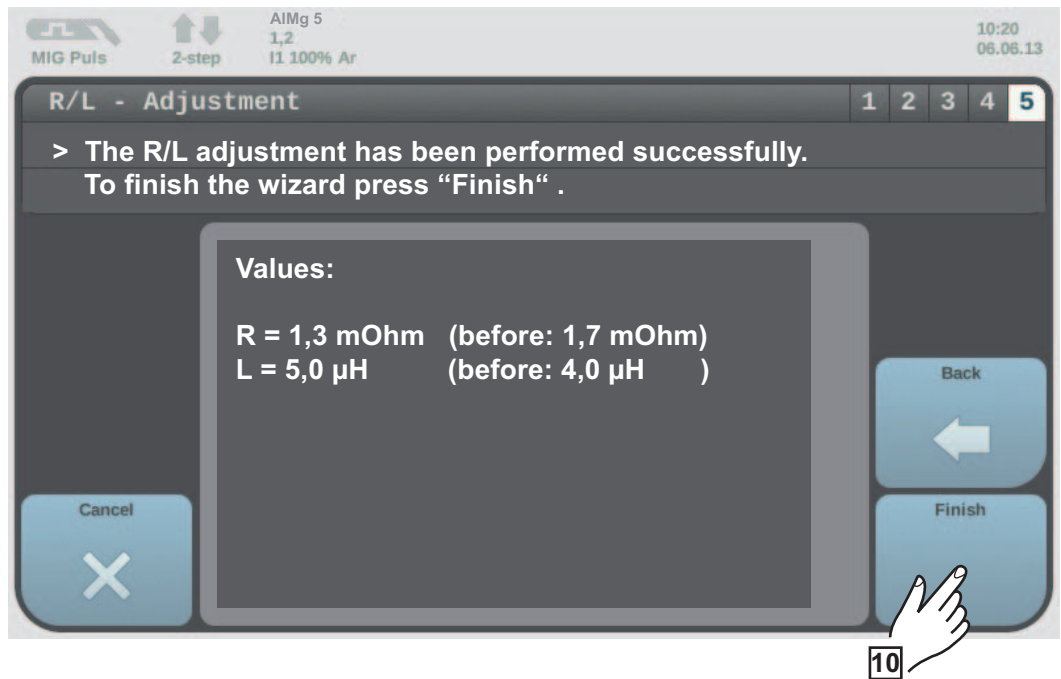 AlMg 5
1,2
I1 100% Ar
MIG Puls
2-step
10:20
06.06.13
R/L - Adjustment
1 2 3 4 5
> The R/L adjustment has been performed successfully.
To finish the wizard press “Finish“ .
Values:
R = 1,3 mOhm (before: 1,7 mOhm)
L = 5,0 µH (before: 4,0 µH )
Back
Cancel
Finish
10